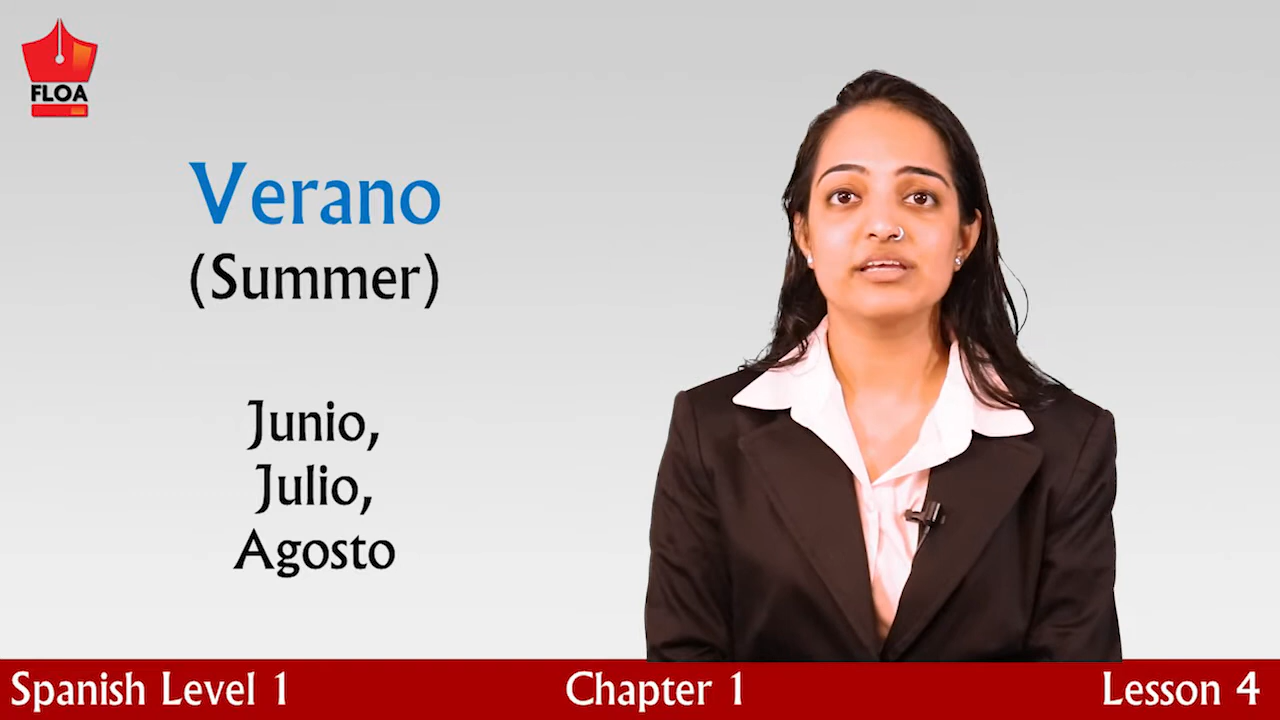 FLOA
Verano
(Summer)
Junio,
Julio,
Agosto
Spanish Level 1
Chapter 1
Lesson 4